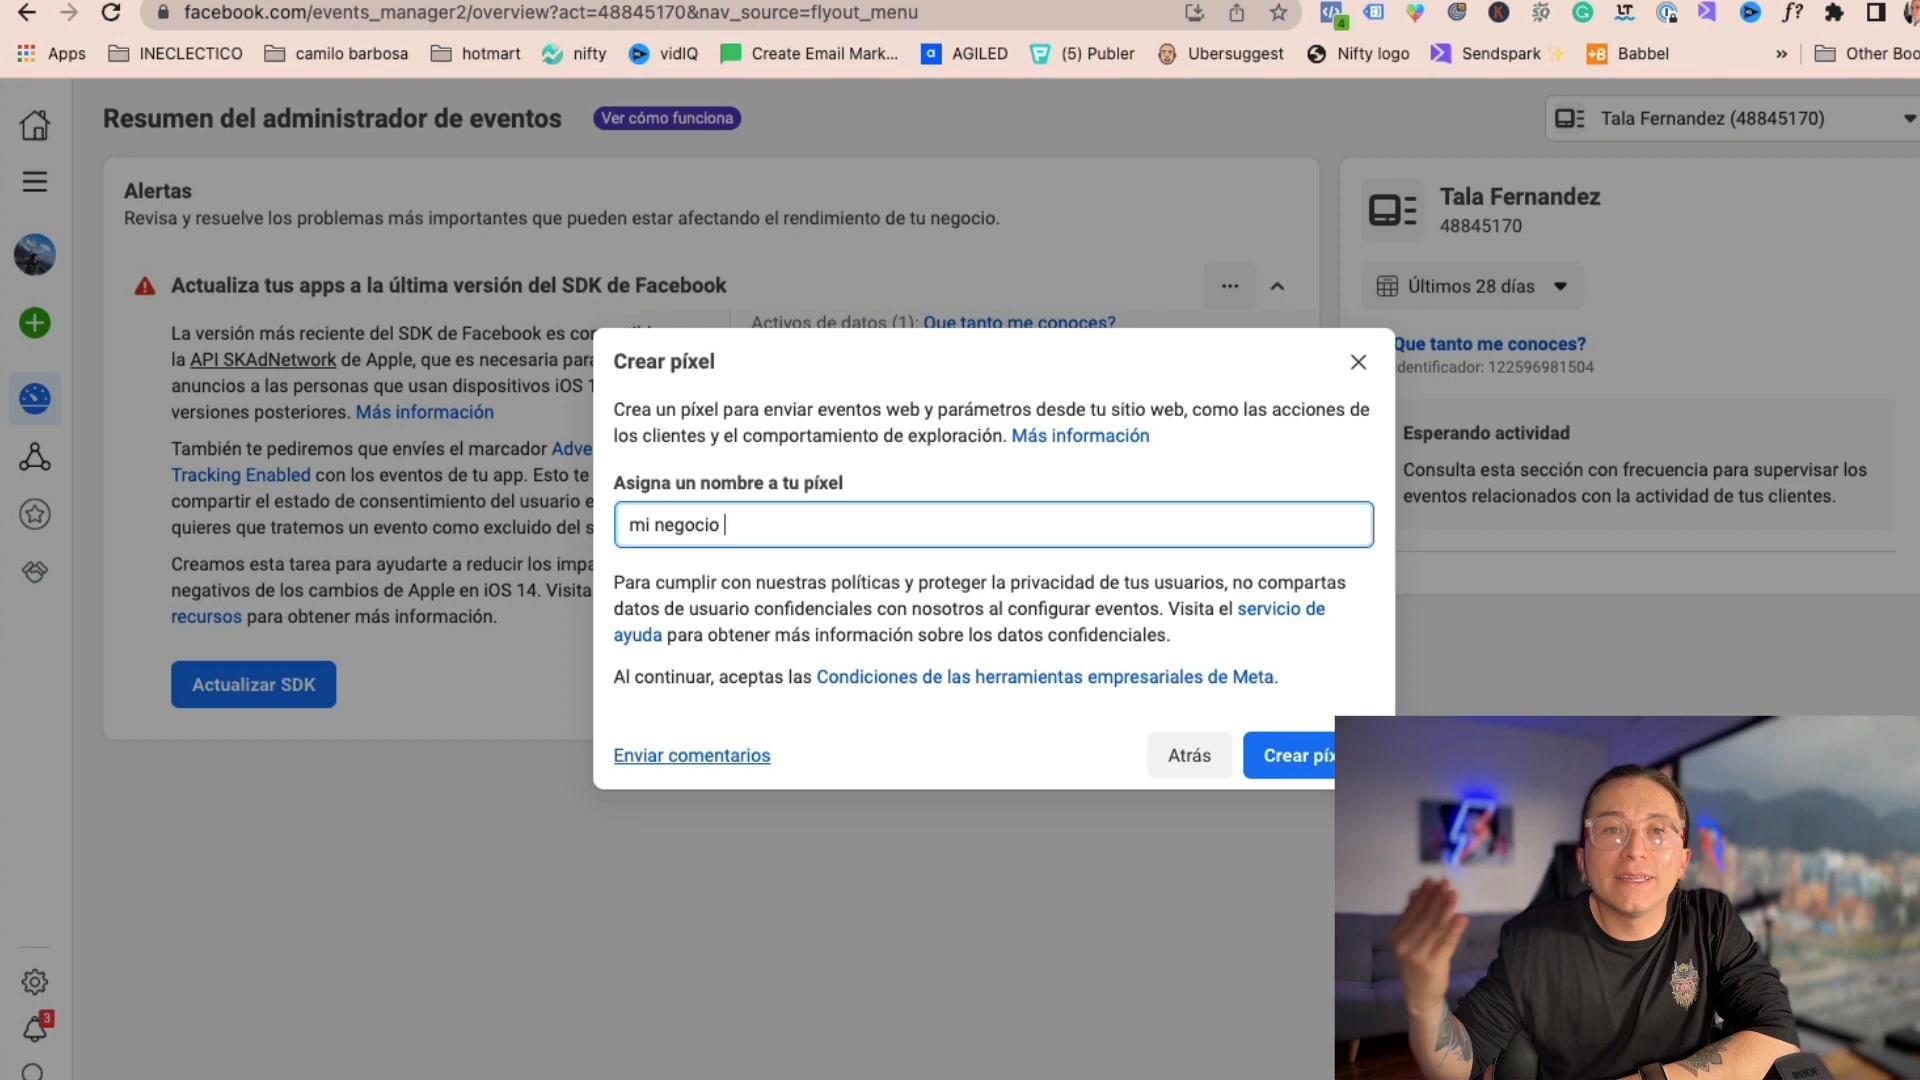 facebook.com/events_manager2/overview?act=48845170&nav_source=flyout_menu
Apps INECLECTICO camilo barbosa hotmart nifty vidIQ Create Email Mark... AGILED (5) Publer Ubersuggest Nifty logo Sendspark Babbel » Other Boo
Resumen del administrador de eventos Ver cómo funciona
Tala Fernandez (48845170)
Alertas
Revisa y resuelve los problemas más importantes que pueden estar afectando el rendimiento de tu negocio.
Tala Fernandez
48845170
Actualiza tus apps a la última versión del SDK de Facebook
Últimos 28 días
Activos de datos (1): Que tanto me conoces?
La versión más reciente del SDK de Facebook es con
la API SKAdNetwork de Apple, que es necesaria para
anuncios a las personas que usan dispositivos iOS 1
versiones posteriores. Más información
También te pediremos que envíes el marcador Adve
Tracking Enabled con los eventos de tu app. Esto te
compartir el estado de consentimiento del usuario e
quieres que tratemos un evento como excluido del s
Creamos esta tarea para ayudarte a reducir los impa
negativos de los cambios de Apple en iOS 14. Visita
recursos para obtener más información.
Actualizar SDK
Crear píxel
Crea un píxel para enviar eventos web y parámetros desde tu sitio web, como las acciones de
los clientes y el comportamiento de exploración. Más información
Asigna un nombre a tu píxel
mi negocio
Para cumplir con nuestras políticas y proteger la privacidad de tus usuarios, no compartas
datos de usuario confidenciales con nosotros al configurar eventos. Visita el servicio de
ayuda para obtener más información sobre los datos confidenciales.
Al continuar, aceptas las Condiciones de las herramientas empresariales de Meta.
Enviar comentarios
Atrás
Crear píx
Que tanto me conoces?
dentificador: 122596981504
Esperando actividad
Consulta esta sección con frecuencia para supervisar los
eventos relacionados con la actividad de tus clientes.
3
RODE